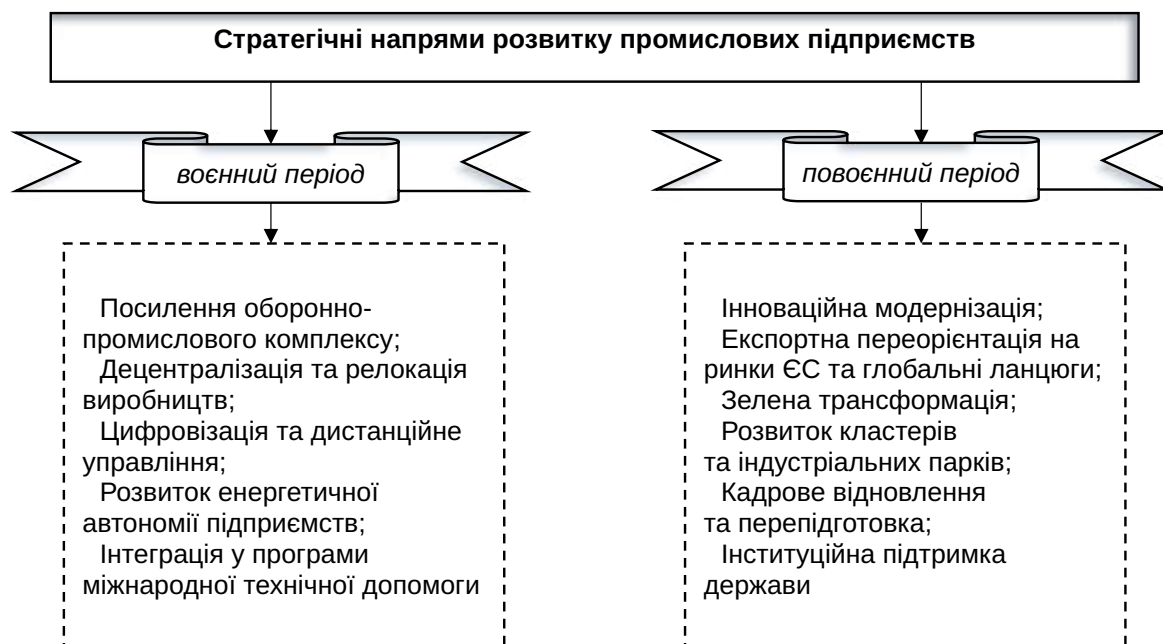 Стратегічні напрями розвитку промислових підприємств
воєнний період
Посилення оборонно-
промислового комплексу;
Децентралізація та релокація
виробництв;
Цифровізація та дистанційне
управління;
Розвиток енергетичної
автономії підприємств;
Інтеграція у програми
міжнародної технічної допомоги
повоєнний період
Інноваційна модернізація;
Експортна переорієнтація на
ринки ЄС та глобальні ланцюги;
Зелена трансформація;
Розвиток кластерів
та індустріальних парків;
Кадрове відновлення
та перепідготовка;
Інституційна підтримка
держави